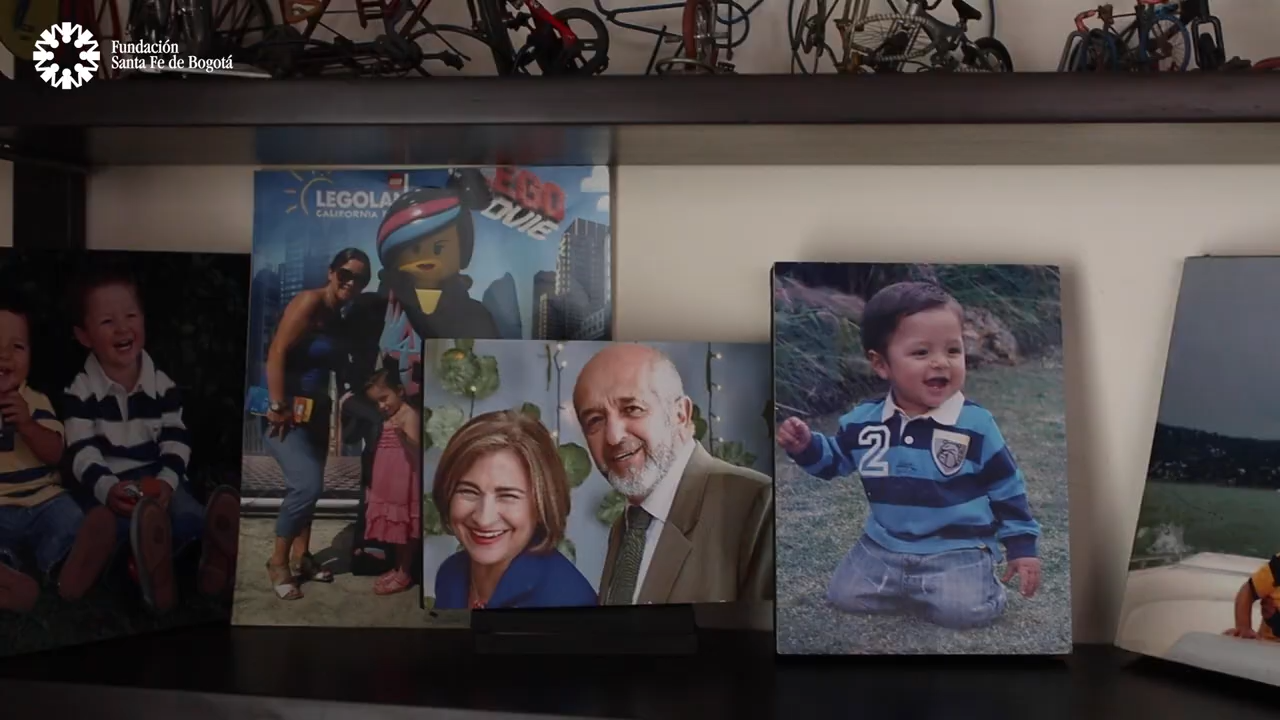 Fundación
Santa Fe de Bogotá
LEGOLA
CALIFORNIA
EGO
OVIE
2